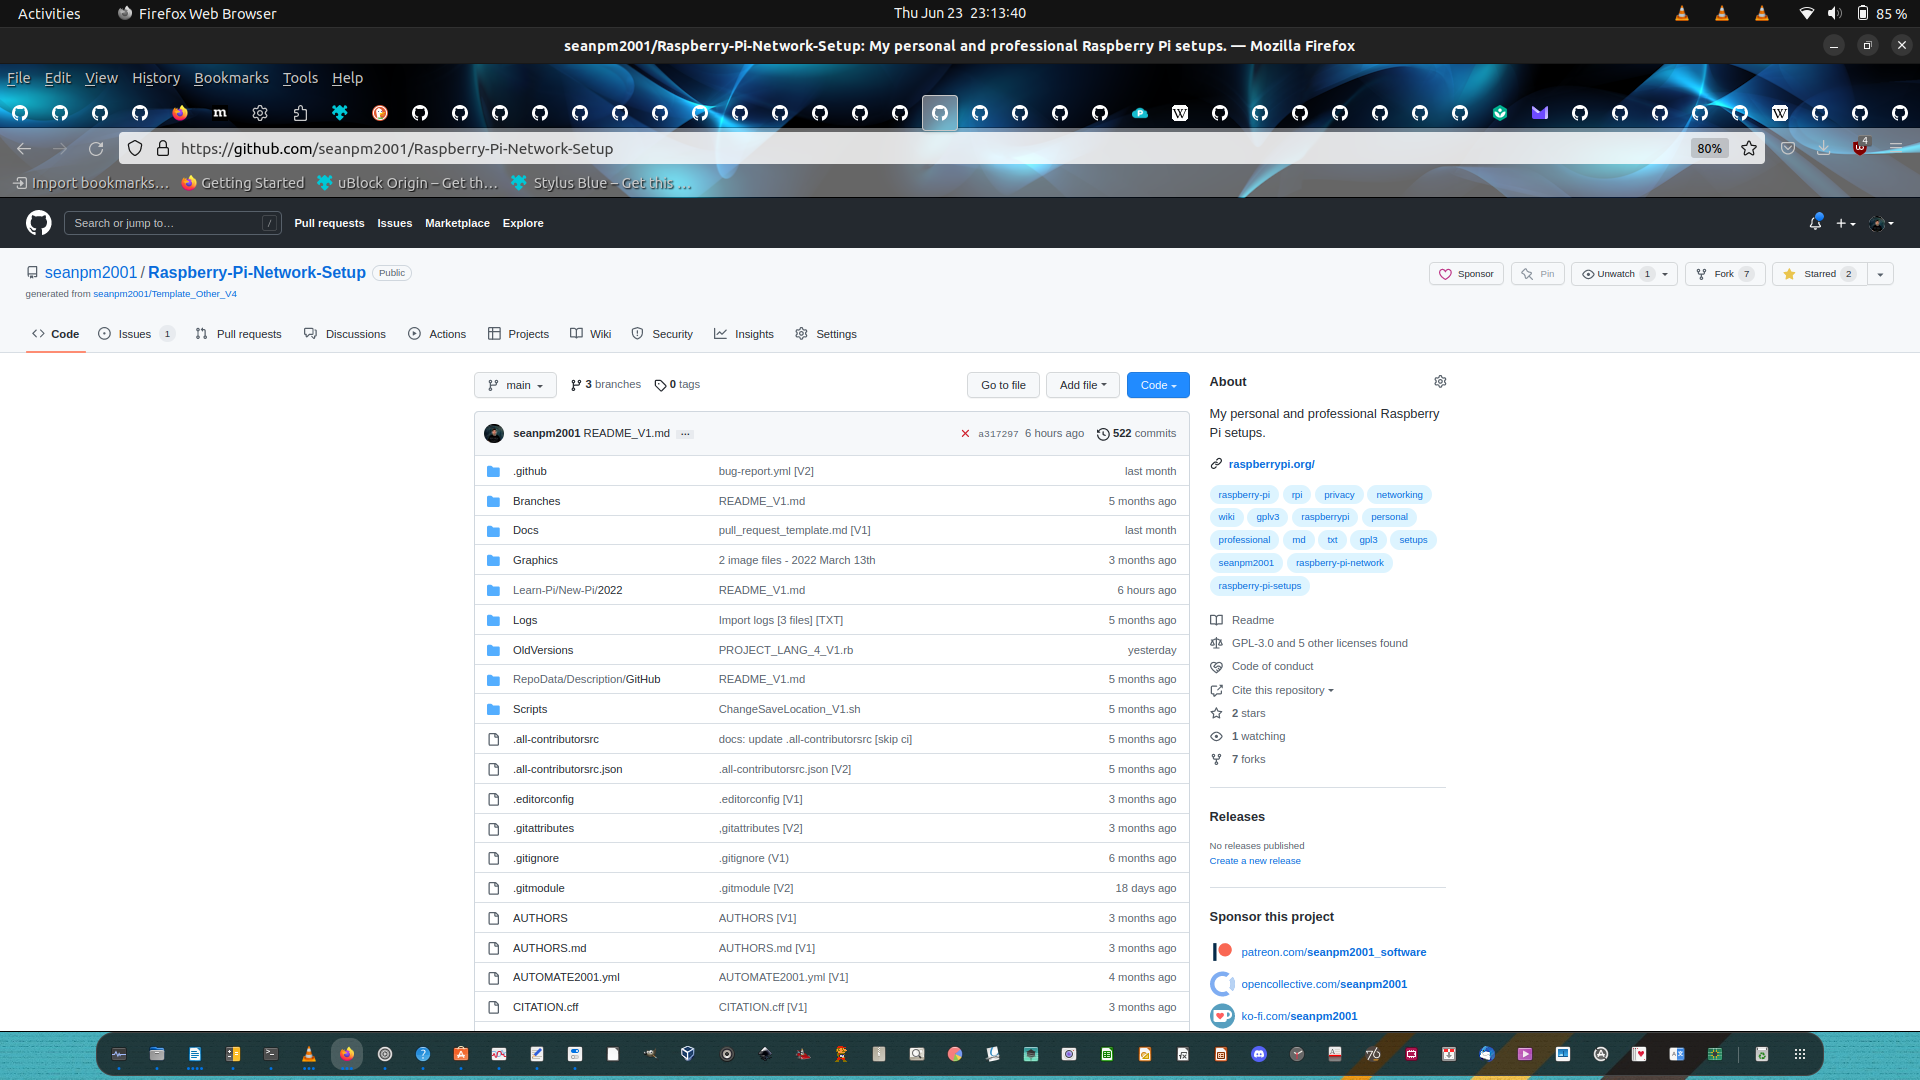 Activities
Firefox Web Browser
Thu Jun 23  23:13:40
85 %
seanpm2001/Raspberry-Pi-Network-Setup: My personal and professional Raspberry Pi setups. — Mozilla Firefox
File Edit View History Bookmarks Tools Help
https://github.com/seanpm2001/Raspberry-Pi-Network-Setup
80%
4
Import bookmarks…
Getting Started
uBlock Origin – Get th…
Stylus Blue – Get this …
Search or jump to…
/
Pull requests Issues Marketplace Explore
seanpm2001 / Raspberry-Pi-Network-Setup Public
generated from seanpm2001/Template_Other_V4
Sponsor
Pin
Unwatch 1
Fork 7
Starred 2
Code
Issues 1
Pull requests
Discussions
Actions
Projects
Wiki
Security
Insights
Settings
main
3 branches
0 tags
Go to file
Add file
Code
seanpm2001 README_V1.md ...
a317297 6 hours ago
522 commits
.github bug-report.yml [V2] last month
Branches README_V1.md 5 months ago
Docs pull_request_template.md [V1] last month
Graphics 2 image files - 2022 March 13th 3 months ago
Learn-Pi/New-Pi/2022 README_V1.md 6 hours ago
Logs Import logs [3 files] [TXT] 5 months ago
OldVersions PROJECT_LANG_4_V1.rb yesterday
RepoData/Description/GitHub README_V1.md 5 months ago
Scripts ChangeSaveLocation_V1.sh 5 months ago
.all-contributorsrc docs: update .all-contributorsrc [skip ci] 5 months ago
.all-contributorsrc.json .all-contributorsrc.json [V2] 5 months ago
.editorconfig .editorconfig [V1] 3 months ago
.gitattributes ,gitattributes [V2] 3 months ago
.gitignore .gitignore (V1) 6 months ago
.gitmodule .gitmodule [V2] 18 days ago
AUTHORS AUTHORS [V1] 3 months ago
AUTHORS.md AUTHORS.md [V1] 3 months ago
AUTOMATE2001.yml AUTOMATE2001.yml [V1] 4 months ago
CITATION.cff CITATION.cff [V1] 3 months ago
About
My personal and professional Raspberry
Pi setups.
raspberrypi.org/
raspberry-pi rpi privacy networking
wiki gplv3 raspberrypi personal
professional md txt gpl3 setups
seanpm2001 raspberry-pi-network
raspberry-pi-setups
Readme
GPL-3.0 and 5 other licenses found
Code of conduct
Cite this repository
2 stars
1 watching
7 forks
Releases
No releases published
Create a new release
Sponsor this project
patreon.com/seanpm2001_software
opencollective.com/seanpm2001
ko-fi.com/seanpm2001